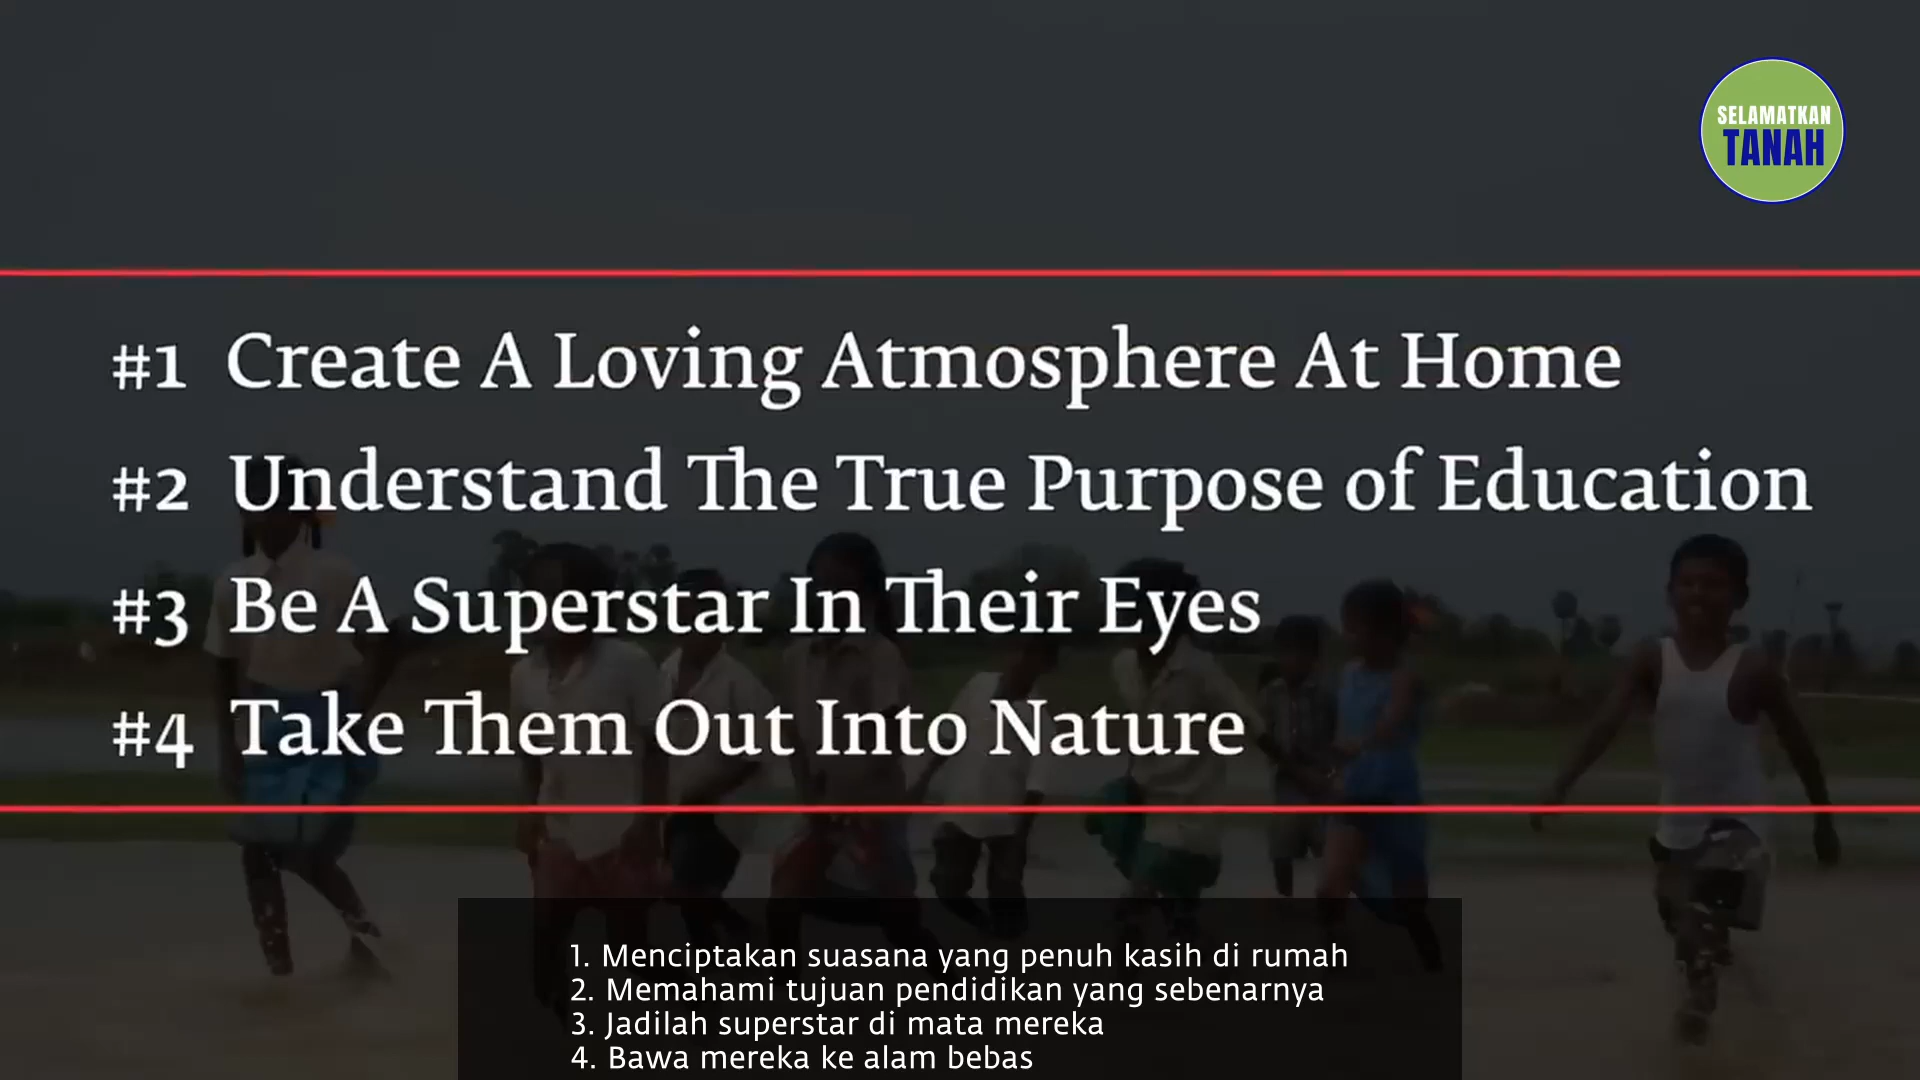 SELAMATKAN
TANAH
#1 Create A Loving Atmosphere At Home
#2 Understand The True Purpose of Education
#3 Be A Superstar In Their Eyes
#4 Take Them Out Into Nature
1. Menciptakan suasana yang penuh kasih di rumah
2. Memahami tujuan pendidikan yang sebenarnya
3. Jadilah superstar di mata mereka
4. Bawa mereka ke alam bebas